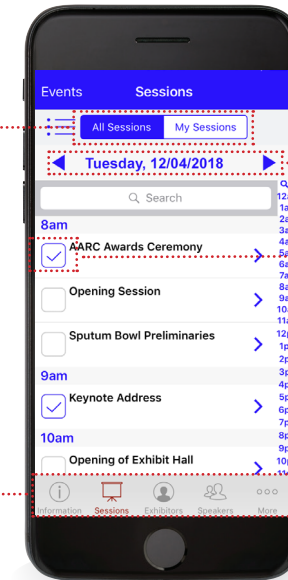 Events Sessions
All Sessions My Sessions
Tuesday, 12/04/2018
Search
8am
AARC Awards Ceremony
Opening Session
Sputum Bowl Preliminaries
9am
Keynote Address
10am
Opening of Exhibit Hall
Information Sessions Exhibitors Speakers More